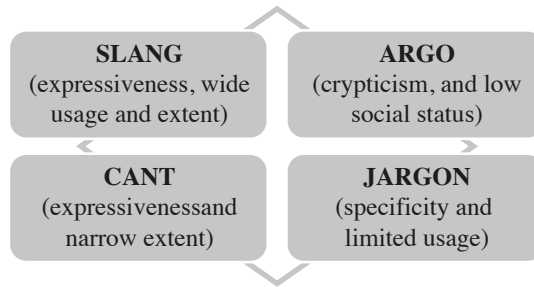 SLANG
(expressiveness, wide
usage and extent)
ARGO
(crypticism, and low
social status)
CANT
(expressivenessand
narrow extent)
JARGON
(specificity and
limited usage)